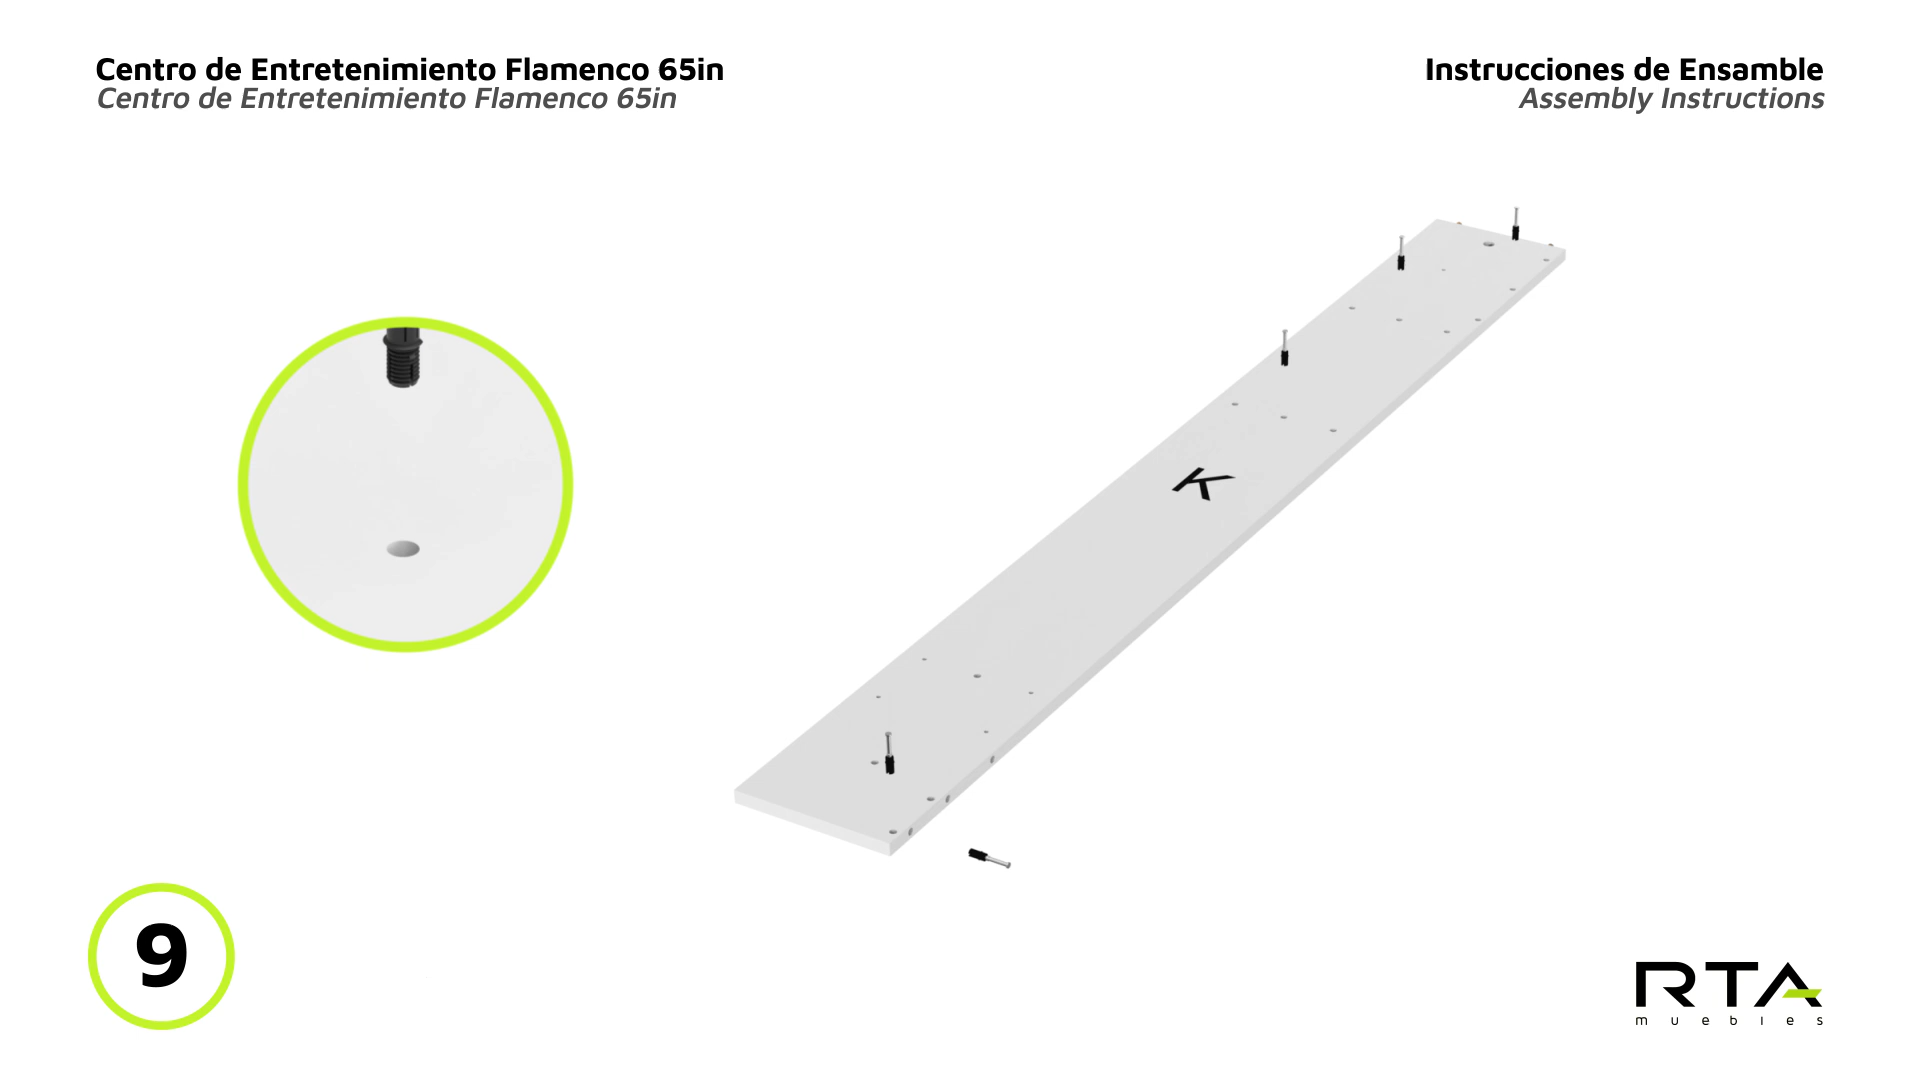 Centro de Entretenimiento Flamenco 65in
Centro de Entretenimiento Flamenco 65in
Instrucciones de Ensamble
Assembly Instructions
K
9
RTA
muebles